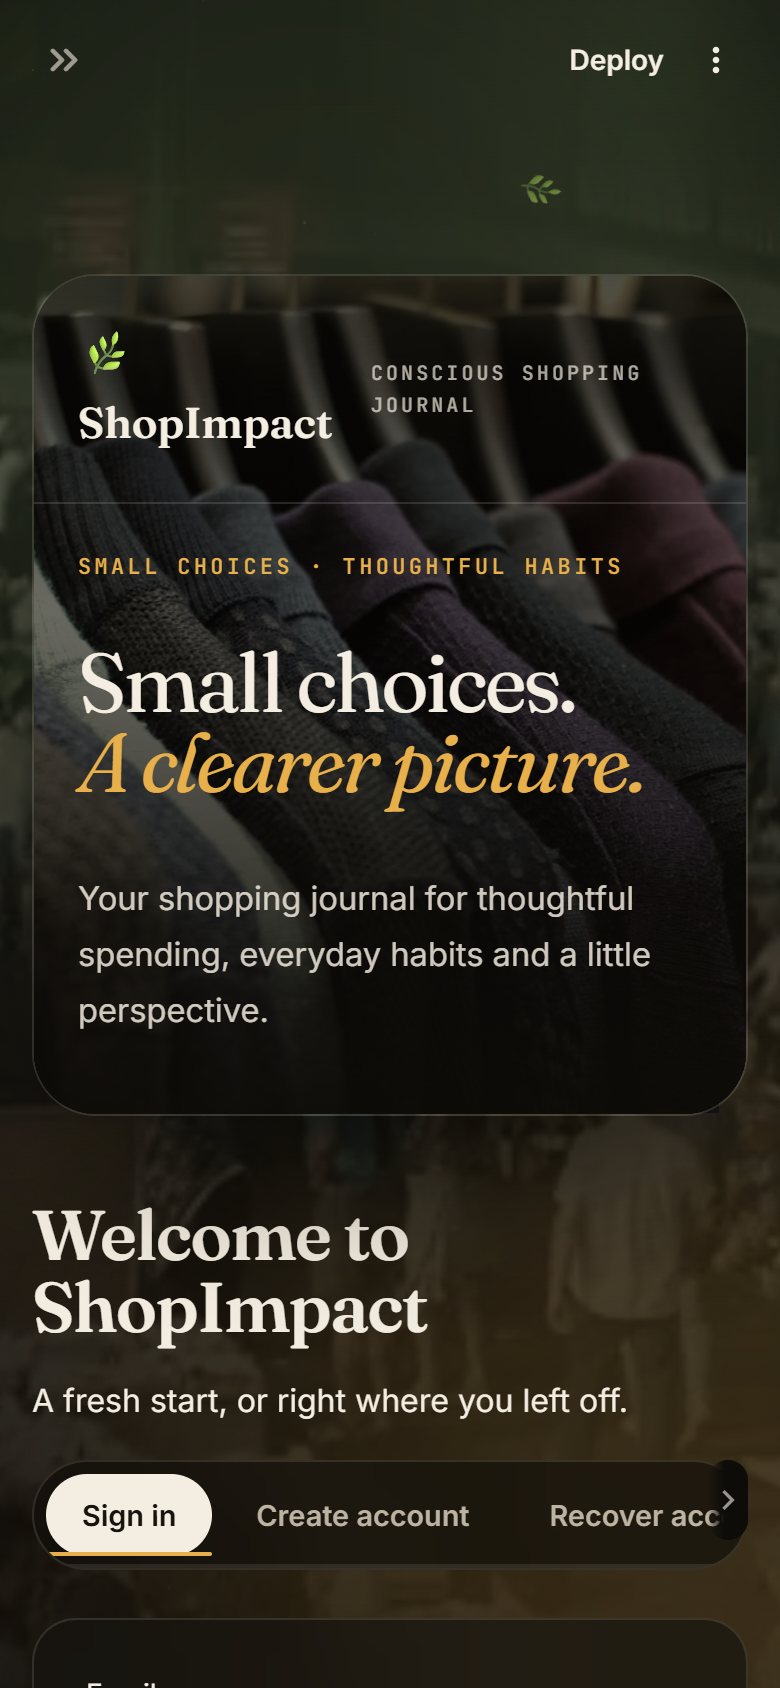 Deploy
ShopImpact
CONSCIOUS SHOPPING
JOURNAL
SMALL CHOICES · THOUGHTFUL HABITS
Small choices.
A clearer picture.
Your shopping journal for thoughtful
spending, everyday habits and a little
perspective.
Welcome to
ShopImpact
A fresh start, or right where you left off.
Sign in
Create account
Recover acc